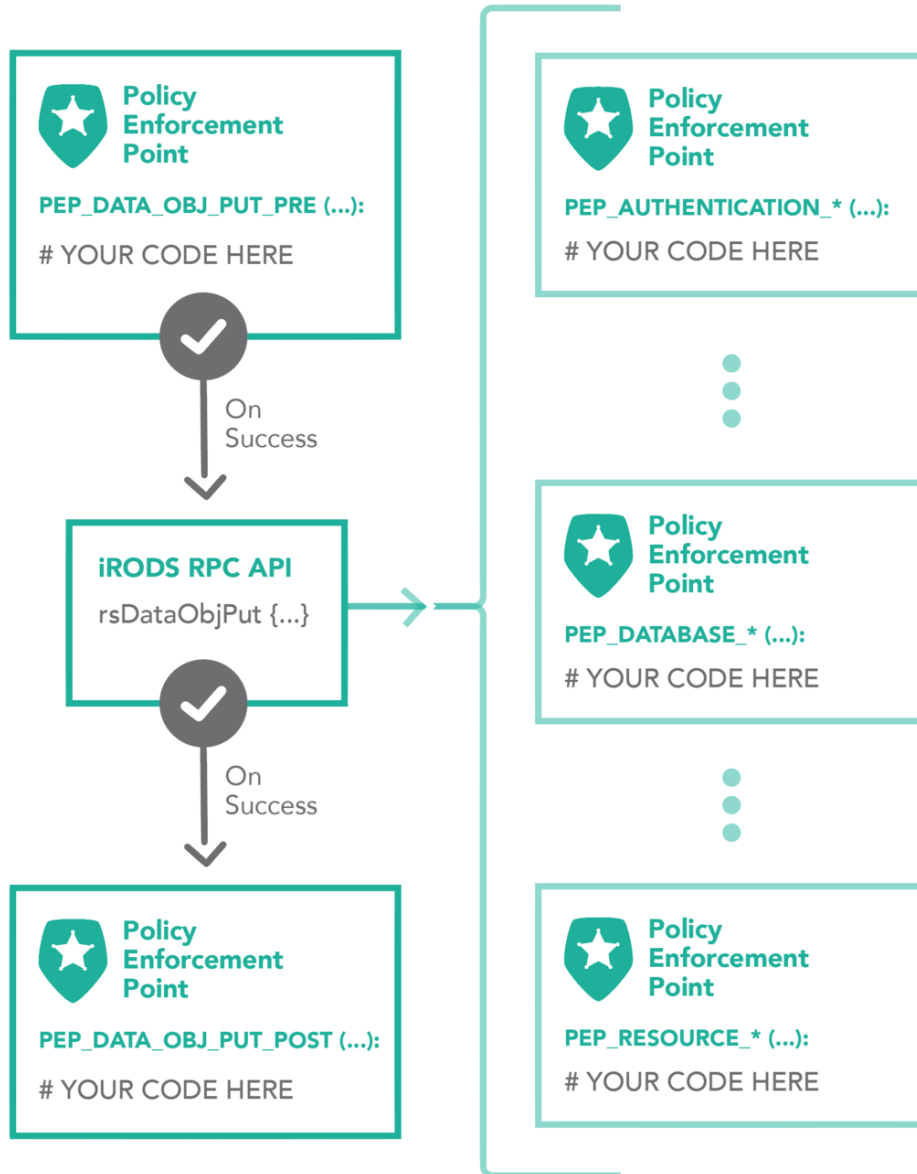 Policy
Enforcement
Point
PEP_DATA_OBJ_PUT_PRE (...):
# YOUR CODE HERE
On
Success
iRODS RPC API
rsDataObjPut {...}
On
Success
Policy
Enforcement
Point
PEP_DATA_OBJ_PUT_POST (...):
# YOUR CODE HERE
Policy
Enforcement
Point
PEP_AUTHENTICATION_* (...):
# YOUR CODE HERE
Policy
Enforcement
Point
PEP_DATABASE_* (...):
# YOUR CODE HERE
Policy
Enforcement
Point
PEP_RESOURCE_* (...):
# YOUR CODE HERE